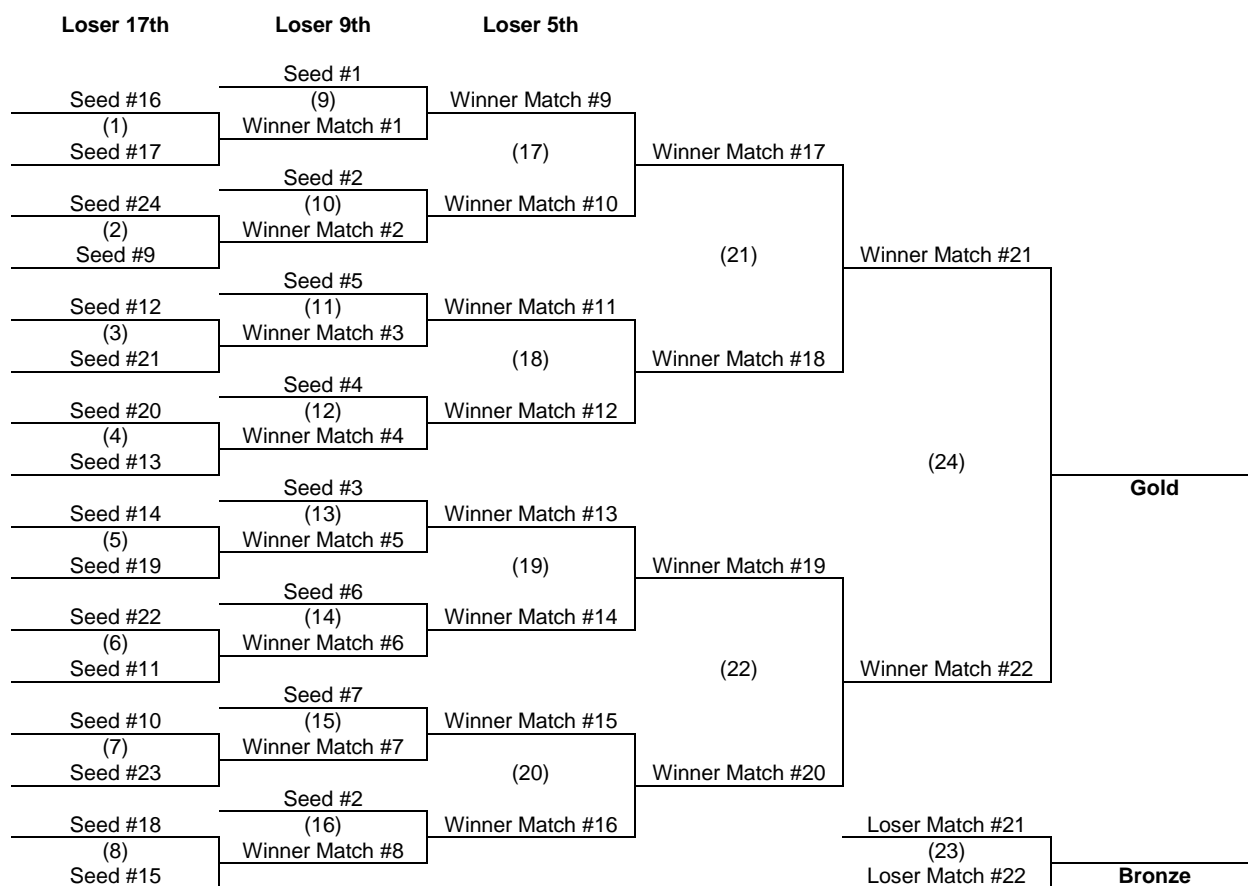 Loser 17th Loser 9th Loser 5th
Seed #1
Seed #16 (9) Winner Match #9
(1) Winner Match #1
Seed #17 (17) Winner Match #17
Seed #2
Seed #24 (10) Winner Match #10
(2) Winner Match #2
Seed #9 (21) Winner Match #21
Seed #5
Seed #12 (11) Winner Match #11
(3) Winner Match #3
Seed #21 (18) Winner Match #18
Seed #4
Seed #20 (12) Winner Match #12
(4) Winner Match #4
Seed #13 (24)
Seed #3 Gold
Seed #14 (13) Winner Match #13
(5) Winner Match #5
Seed #19 (19) Winner Match #19
Seed #6
Seed #22 (14) Winner Match #14
(6) Winner Match #6
Seed #11 (22) Winner Match #22
Seed #7
Seed #10 (15) Winner Match #15
(7) Winner Match #7
Seed #23 (20) Winner Match #20
Seed #2
Seed #18 (16) Winner Match #16 Loser Match #21
(8) Winner Match #8 (23)
Seed #15 Loser Match #22 Bronze